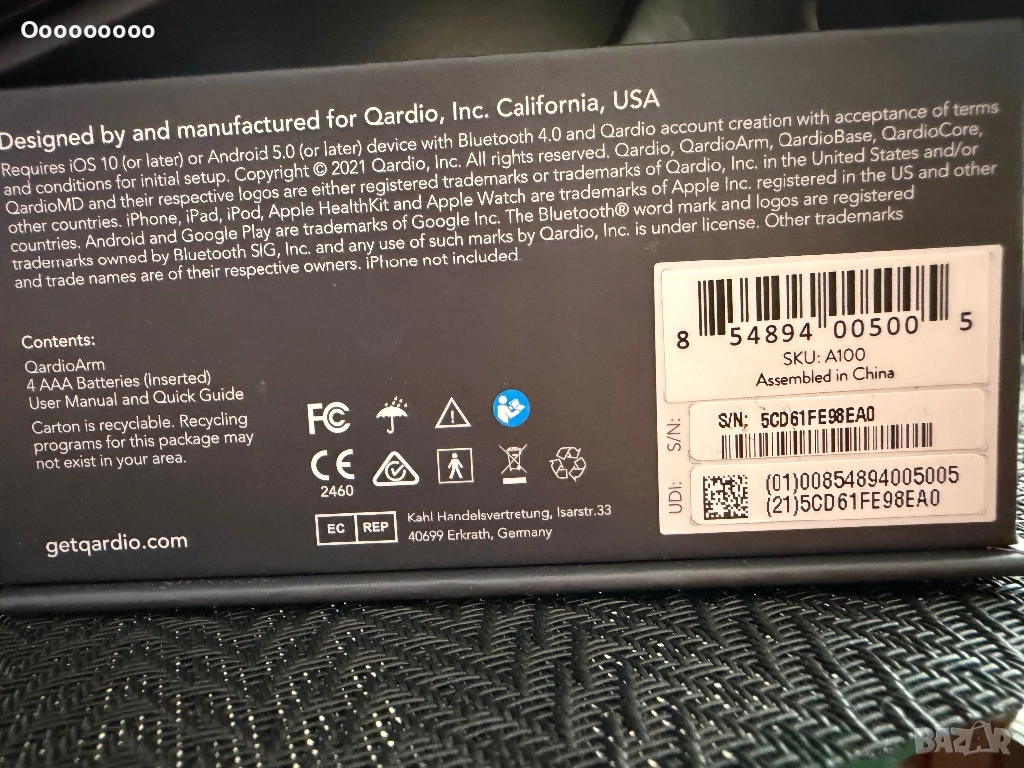 Ooooooooo
Designed by and manufactured for Qardio, Inc. California, USA
Requires iOS 10 (or later) or Android 5.0 (or later) device with Bluetooth 4.0 and Qardio account creation with acceptance of terms
and conditions for initial setup. Copyright © 2021 Qardio, Inc. All rights reserved. Qardio, QardioArm, QardioBase, QardioCore,
QardioMD and their respective logos are either registered trademarks or trademarks of Qardio, Inc. in the United States and/or
other countries. iPhone, iPad, iPod, Apple HealthKit and Apple Watch are trademarks of Apple Inc. registered in the US and other
countries. Android and Google Play are trademarks of Google Inc. The Bluetooth® word mark and logos are registered
trademarks owned by Bluetooth SIG, Inc. and any use of such marks by Qardio, Inc. is under license. Other trademarks
and trade names are of their respective owners. iPhone not included.
Contents:
QardioArm
4 AAA Batteries (Inserted)
User Manual and Quick Guide
Carton is recyclable. Recycling
programs for this package may
not exist in your area.
getqardio.com
FC
CE
2460
EC REP
Kahl Handelsvertretung, Isarstr.33
40699 Erkrath, Germany
8 54894 00500 5
SKU: A100
Assembled in China
S/N:
S/N: 5CD61FE98EA0
UDI:
(01)00854894005005
(21)5CD61FE98EA0
BAZAR